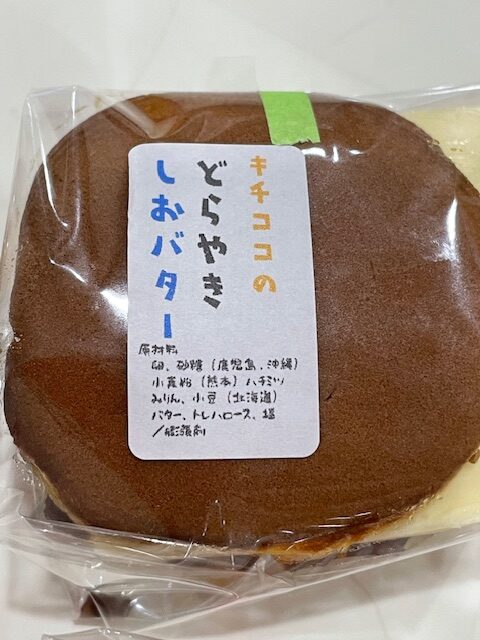 キチココの
どらやき
しおバター
原材料
卵、砂糖(鹿児島、沖縄)
小麦粉(熊本)ハチミツ
みりん、小豆(北海道)
バター、トレハロース、塩
/膨張剤